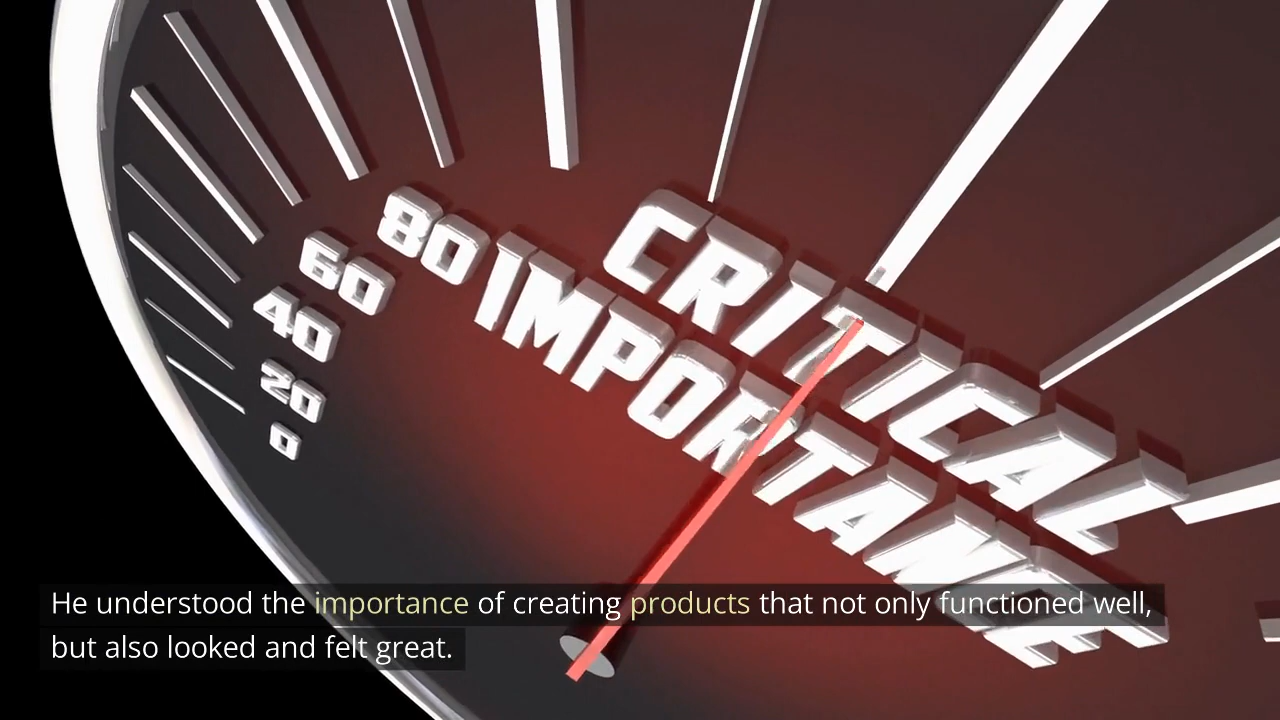 0
20
40
60
80
CRITICAL
IMPORTANCE
He understood the importance of creating products that not only functioned well,
but also looked and felt great.